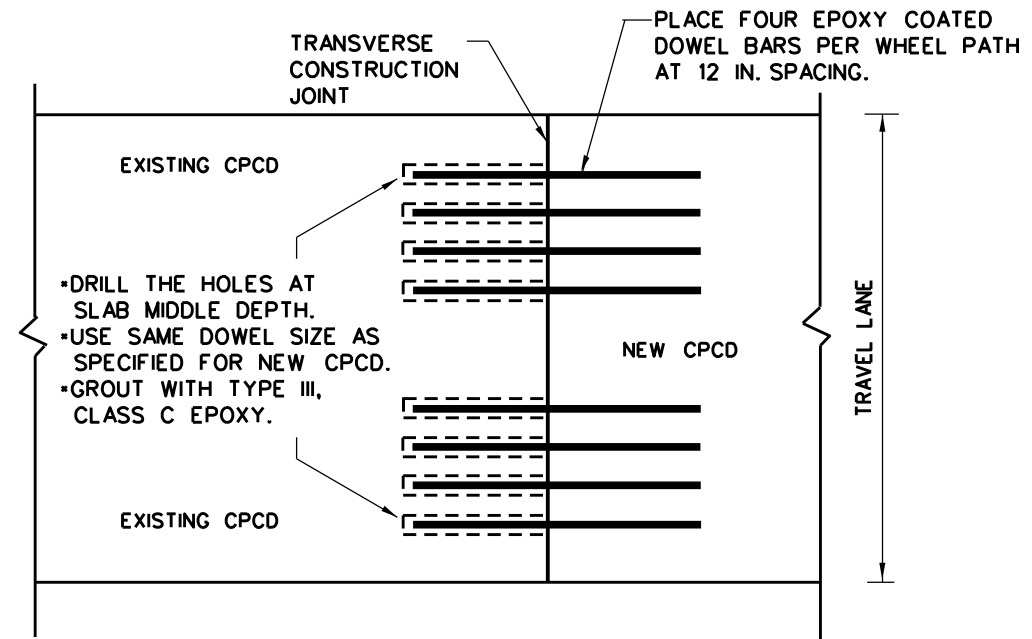 PLACE FOUR EPOXY COATED
DOWEL BARS PER WHEEL PATH
AT 12 IN. SPACING.
TRANSVERSE
CONSTRUCTION
JOINT
EXISTING CPCD
*DRILL THE HOLES AT
SLAB MIDDLE DEPTH.
*USE SAME DOWEL SIZE AS
SPECIFIED FOR NEW CPCD.
*GROUT WITH TYPE III,
CLASS C EPOXY.
NEW CPCD
TRAVEL LANE
EXISTING CPCD